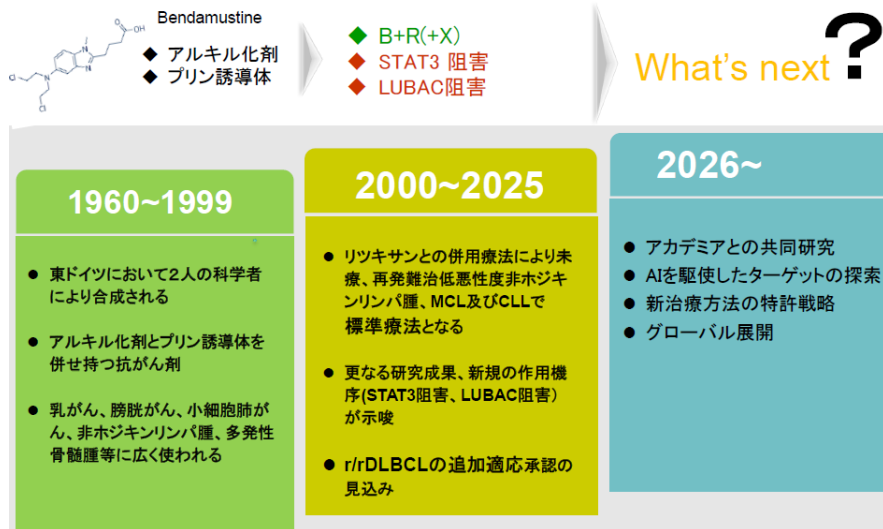 Bendamustine
OH
O
N
N
N
Cl
Cl
◆ アルキル化剤
◆ プリン誘導体
◆ B+R(+X)
◆ STAT3 阻害
◆ LUBAC阻害
What's next ?
1960~1999
● 東ドイツにおいて2人の科学者
により合成される
● アルキル化剤とプリン誘導体を
併せ持つ抗がん剤
● 乳がん、膀胱がん、小細胞肺が
ん、非ホジキンリンパ腫、多発性
骨髄腫等に広く使われる
2000~2025
● リツキサンとの併用療法により未
療、再発難治低悪性度非ホジキ
ンリンパ腫、MCL及びCLLで
標準療法となる
● 更なる研究成果、新規の作用機
序(STAT3阻害、LUBAC阻害)
が示唆
● r/rDLBCLの追加適応承認の
見込み
2026~
● アカデミアとの共同研究
● AIを駆使したターゲットの探索
● 新治療方法の特許戦略
● グローバル展開